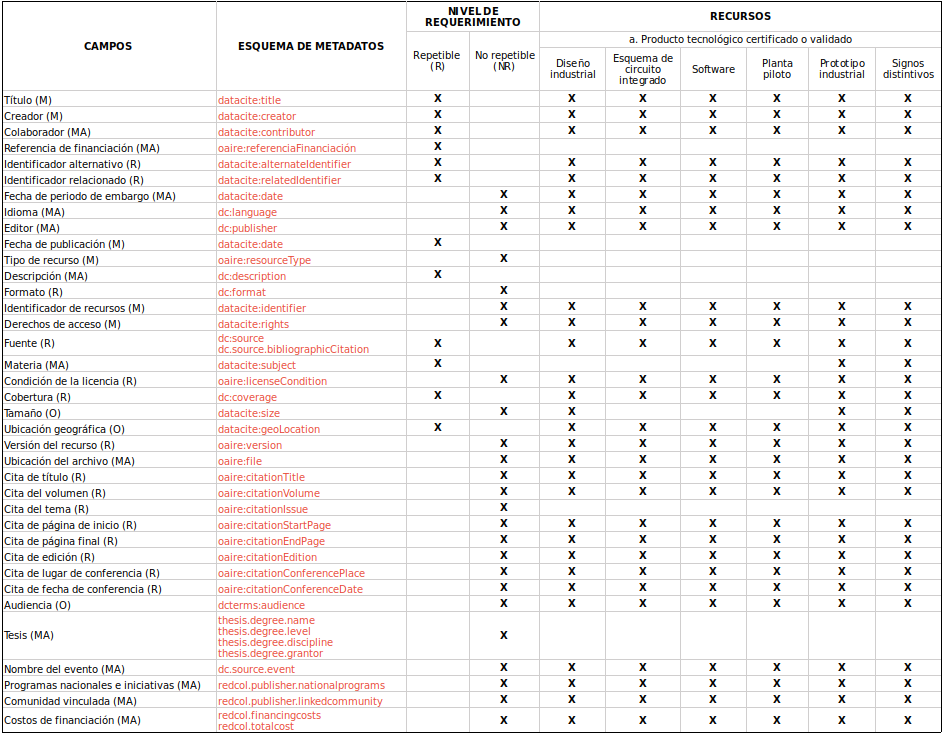 CAMPOS
ESQUEMA DE METADATOS
NIVEL DE
REQUERIMIENTO
RECURSOS
Repetible
(R)
No repetible
(NR)
a. Producto tecnológico certificado o validado
Diseño
industrial
Esquema de
circuito
integrado
Software
Planta
piloto
Prototipo
industrial
Signos
distintivos
Título (M) datacite:title X X X X X X X
Creador (M) datacite:creator X X X X X X X
Colaborador (MA) datacite:contributor X X X X X X X
Referencia de financiación (MA) oaire:referenciaFinanciación X
Identificador alternativo (R) datacite:alternateIdentifier X X X X X X X
Identificador relacionado (R) datacite:relatedIdentifier X X X X X X X
Fecha de periodo de embargo (MA) datacite:date X X X X X X X
Idioma (MA) dc:language X X X X X X X
Editor (MA) dc:publisher X X X X X X X
Fecha de publicación (M) datacite:date X
Tipo de recurso (M) oaire:resourceType X
Descripción (MA) dc:description X
Formato (R) dc:format X
Identificador de recursos (M) datacite:identifier X X X X X X X
Derechos de acceso (M) datacite:rights X X X X X X X
Fuente (R) dc:source
dc.source.bibliographicCitation X X X X X X X
Materia (MA) datacite:subject X X X
Condición de la licencia (R) oaire:licenseCondition X X X X X X X
Cobertura (R) dc:coverage X X X X X X X
Tamaño (O) datacite:size X X X X
Ubicación geográfica (O) datacite:geoLocation X X X X X X X
Versión del recurso (R) oaire:version X X X X X X X
Ubicación del archivo (MA) oaire:file X X X X X X X
Cita de título (R) oaire:citationTitle X X X X X X X
Cita del volumen (R) oaire:citationVolume X X X X X X X
Cita del tema (R) oaire:citationIssue X
Cita de página de inicio (R) oaire:citationStartPage X X X X X X X
Cita de página final (R) oaire:citationEndPage X X X X X X X
Cita de edición (R) oaire:citationEdition X X X X X X X
Cita de lugar de conferencia (R) oaire:citationConferencePlace X X X X X X X
Cita de fecha de conferencia (R) oaire:citationConferenceDate X X X X X X X
Audiencia (O) dcterms:audience X X X X X X X
Tesis (MA) thesis.degree.name
thesis.degree.level
thesis.degree.discipline
thesis.degree.grantor X
Nombre del evento (MA) dc.source.event X X X X X X X
Programas nacionales e iniciativas (MA) redcol.publisher.nationalprograms X X X X X X X
Comunidad vinculada (MA) redcol.publisher.linkedcommunity X X X X X X X
Costos de financiación (MA) redcol.financingcosts
redcol.totalcost X X X X X X X